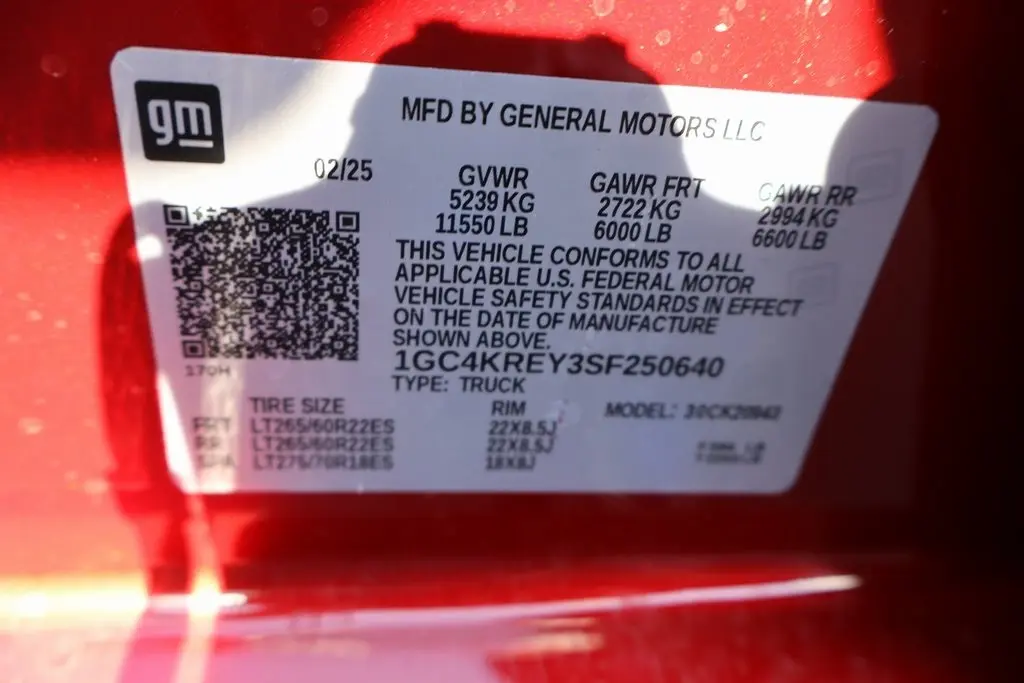 gm
MFD BY GENERAL MOTORS LLC
02/25
GVWR GAWR FRT GAWR RR
5239 KG 2722 KG 2994 KG
11550 LB 6000 LB 6600 LB
THIS VEHICLE CONFORMS TO ALL
APPLICABLE U.S. FEDERAL MOTOR
VEHICLE SAFETY STANDARDS IN EFFECT
ON THE DATE OF MANUFACTURE
SHOWN ABOVE.
170H
1GC4KREY3SF250640
TYPE: TRUCK
TIRE SIZE RIM MODEL:
FRT LT265/60R22ES 22X8.5J
RR LT265/60R22ES 22X8.5J
SPA LT275/70R18ES 18X8J